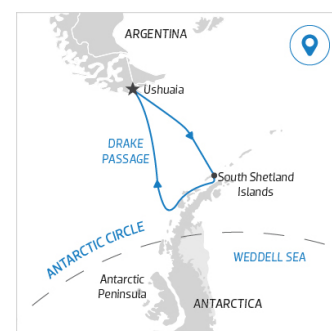 ARGENTINA
Ushuaia
DRAKE
PASSAGE
South Shetland
Islands
ANTARCTIC CIRCLE
WEDDELL SEA
Antarctic
Peninsula
ANTARCTICA